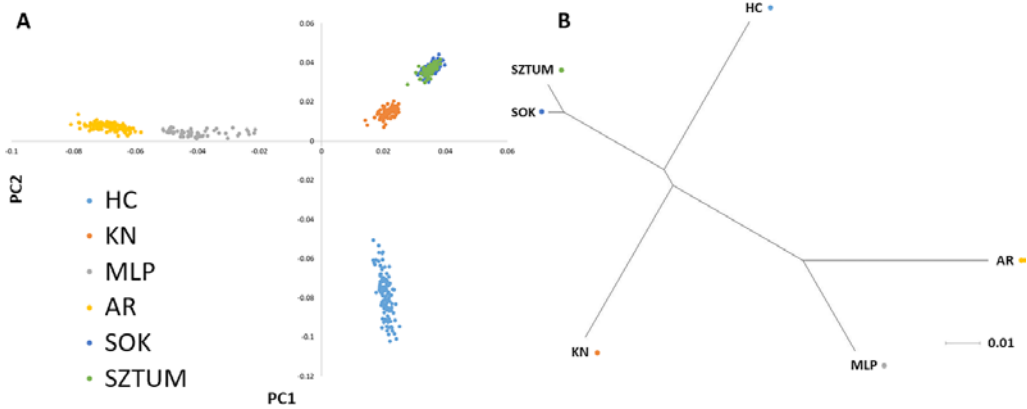 A
B
0.06
0.04
0.02
0
-0.1
-0.08
-0.06
-0.04
-0.02
0
0.02
0.04
0.06
-0.02
-0.04
-0.06
-0.08
-0.1
-0.12
PC2
PC1
HC
KN
MLP
AR
SOK
SZTUM
HC
SZTUM
SOK
AR
KN
MLP
0.01